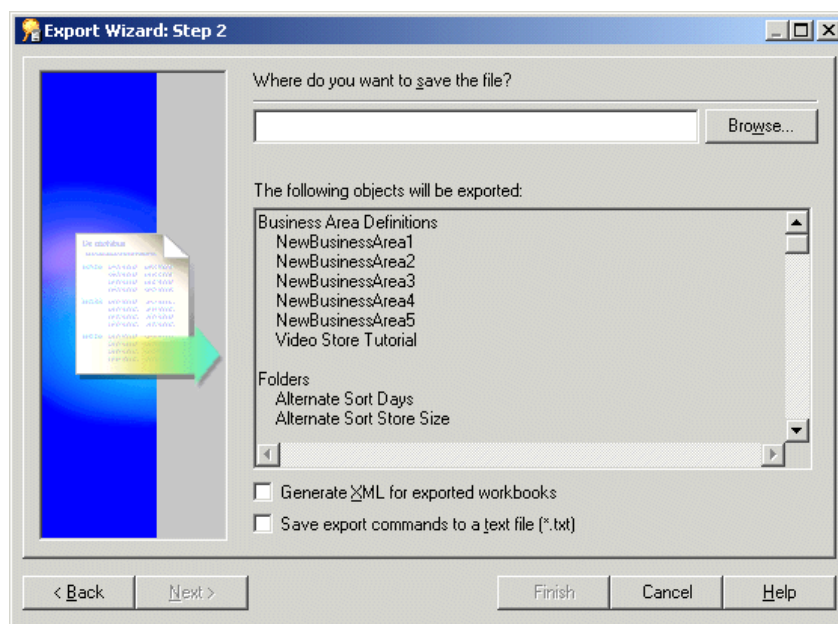 Export Wizard: Step 2
Where do you want to save the file?
Browse...
The following objects will be exported:
Business Area Definitions
NewBusinessArea1
NewBusinessArea2
NewBusinessArea3
NewBusinessArea4
NewBusinessArea5
Video Store Tutorial
Folders
Alternate Sort Days
Alternate Sort Store Size
Generate XML for exported workbooks
Save export commands to a text file (*.txt)
< Back
Next >
Finish
Cancel
Help